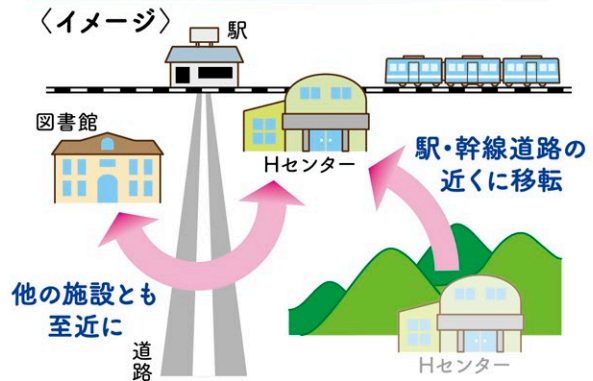 〈イメージ〉
駅
図書館
Hセンター
駅・幹線道路の
近くに移転
他の施設とも
至近に
道路
Hセンター